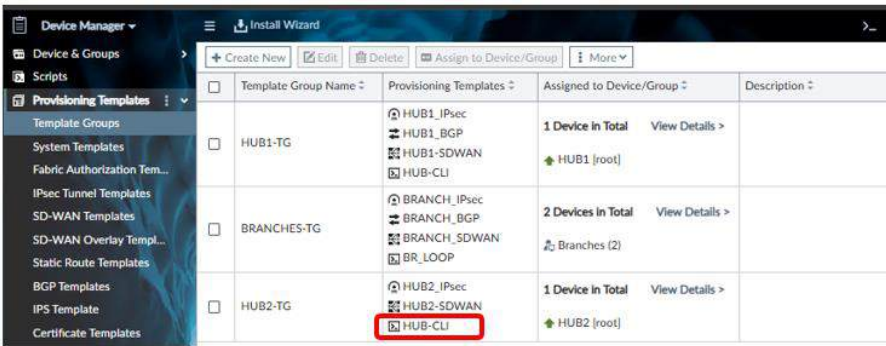 Device Manager
Install Wizard
>_
Device & Groups
Scripts
Provisioning Templates
Template Groups
System Templates
Fabric Authorization Tem...
IPsec Tunnel Templates
SD-WAN Templates
SD-WAN Overlay Templ...
Static Route Templates
BGP Templates
IPS Template
Certificate Templates
+ Create New Edit Delete Assign to Device/Group More
Template Group Name Provisioning Templates Assigned to Device/Group Description
HUB1-TG
HUB1_IPsec
HUB1_BGP
HUB1-SDWAN
HUB-CLI
1 Device in Total View Details >
HUB1 [root]
BRANCHES-TG
BRANCH_IPsec
BRANCH_BGP
BRANCH_SDWAN
BR_LOOP
2 Devices in Total View Details >
Branches (2)
HUB2-TG
HUB2_IPsec
HUB2-SDWAN
HUB-CLI
1 Device in Total View Details >
HUB2 [root]